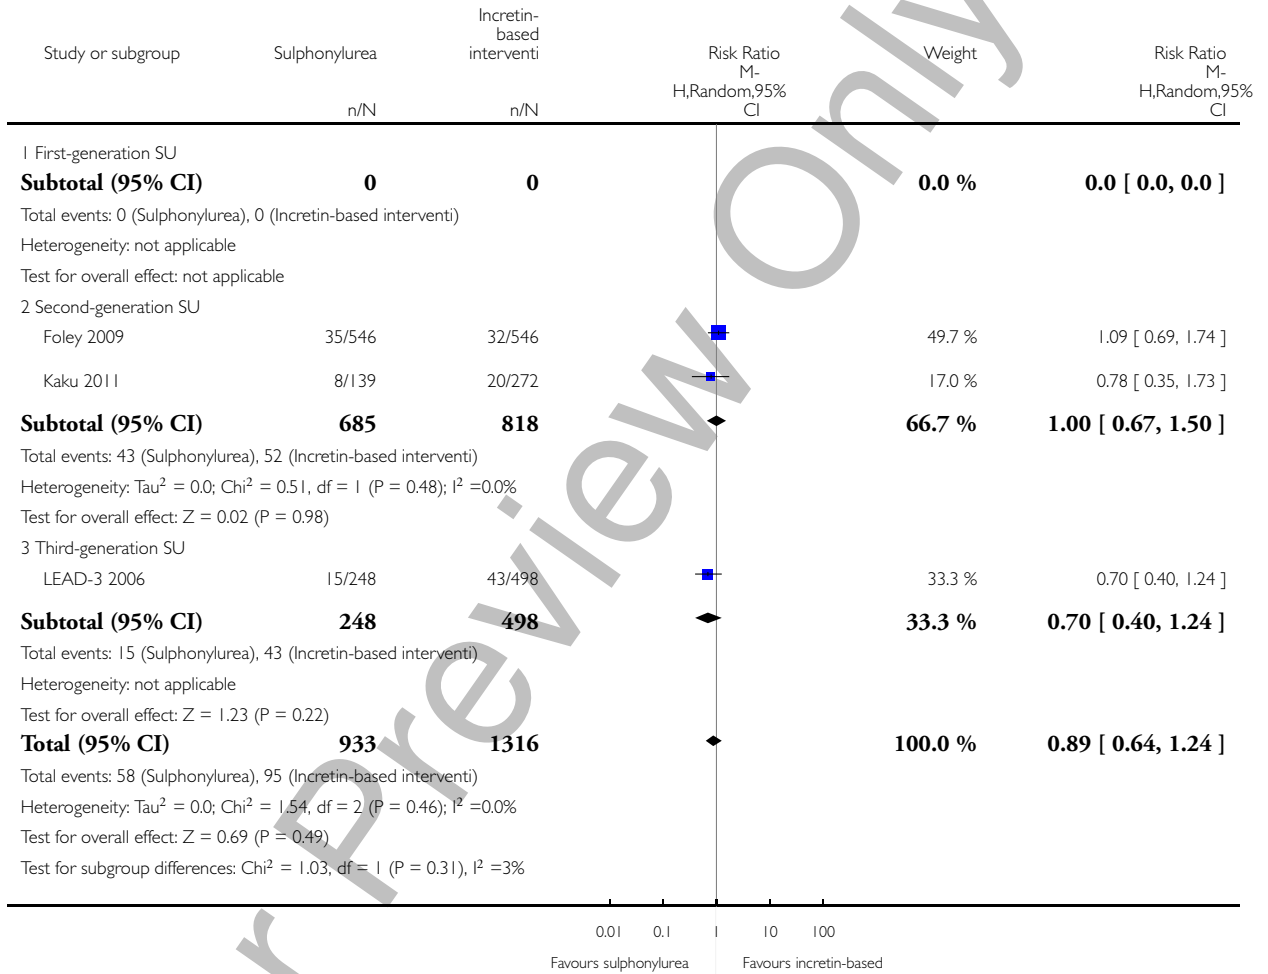 Study or subgroup Sulphonylurea Incretin-based interventi Risk Ratio Weight Risk Ratio
M-H,Random,95% CI M-H,Random,95% CI
n/N n/N
1 First-generation SU
Subtotal (95% CI) 0 0 0.0 % 0.0 [ 0.0, 0.0 ]
Total events: 0 (Sulphonylurea), 0 (Incretin-based interventi)
Heterogeneity: not applicable
Test for overall effect: not applicable
2 Second-generation SU
Foley 2009 35/546 32/546 49.7 % 1.09 [ 0.69, 1.74 ]
Kaku 2011 8/139 20/272 17.0 % 0.78 [ 0.35, 1.73 ]
Subtotal (95% CI) 685 818 66.7 % 1.00 [ 0.67, 1.50 ]
Total events: 43 (Sulphonylurea), 52 (Incretin-based interventi)
Heterogeneity: Tau² = 0.0; Chi² = 0.51, df = 1 (P = 0.48); I² =0.0%
Test for overall effect: Z = 0.02 (P = 0.98)
3 Third-generation SU
LEAD-3 2006 15/248 43/498 33.3 % 0.70 [ 0.40, 1.24 ]
Subtotal (95% CI) 248 498 33.3 % 0.70 [ 0.40, 1.24 ]
Total events: 15 (Sulphonylurea), 43 (Incretin-based interventi)
Heterogeneity: not applicable
Test for overall effect: Z = 1.23 (P = 0.22)
Total (95% CI) 933 1316 100.0 % 0.89 [ 0.64, 1.24 ]
Total events: 58 (Sulphonylurea), 95 (Incretin-based interventi)
Heterogeneity: Tau² = 0.0; Chi² = 1.54, df = 2 (P = 0.46); I² =0.0%
Test for overall effect: Z = 0.69 (P = 0.49)
Test for subgroup differences: Chi² = 1.03, df = 1 (P = 0.31), I² =3%
0.01 0.1 1 10 100
Favours sulphonylurea Favours incretin-based
r Preview Only